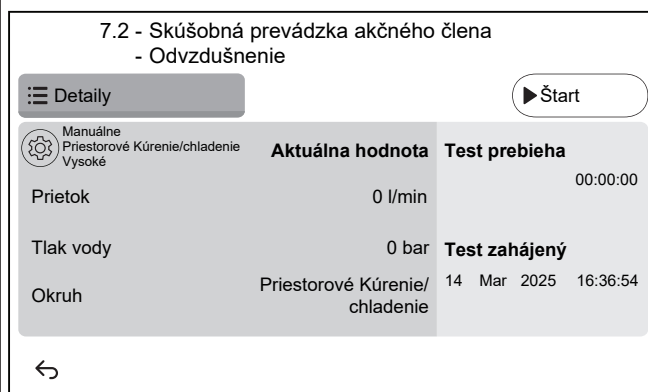 7.2 - Skúšobná prevádzka akčného člena
- Odvzdušnenie
Detaily
Štart
Manuálne
Priestorové Kúrenie/chladenie
Vysoké
Aktuálna hodnota
Test prebieha
00:00:00
Prietok 0 l/min
Tlak vody 0 bar
Test zahájený
14 Mar 2025 16:36:54
Okruh
Priestorové Kúrenie/
chladenie